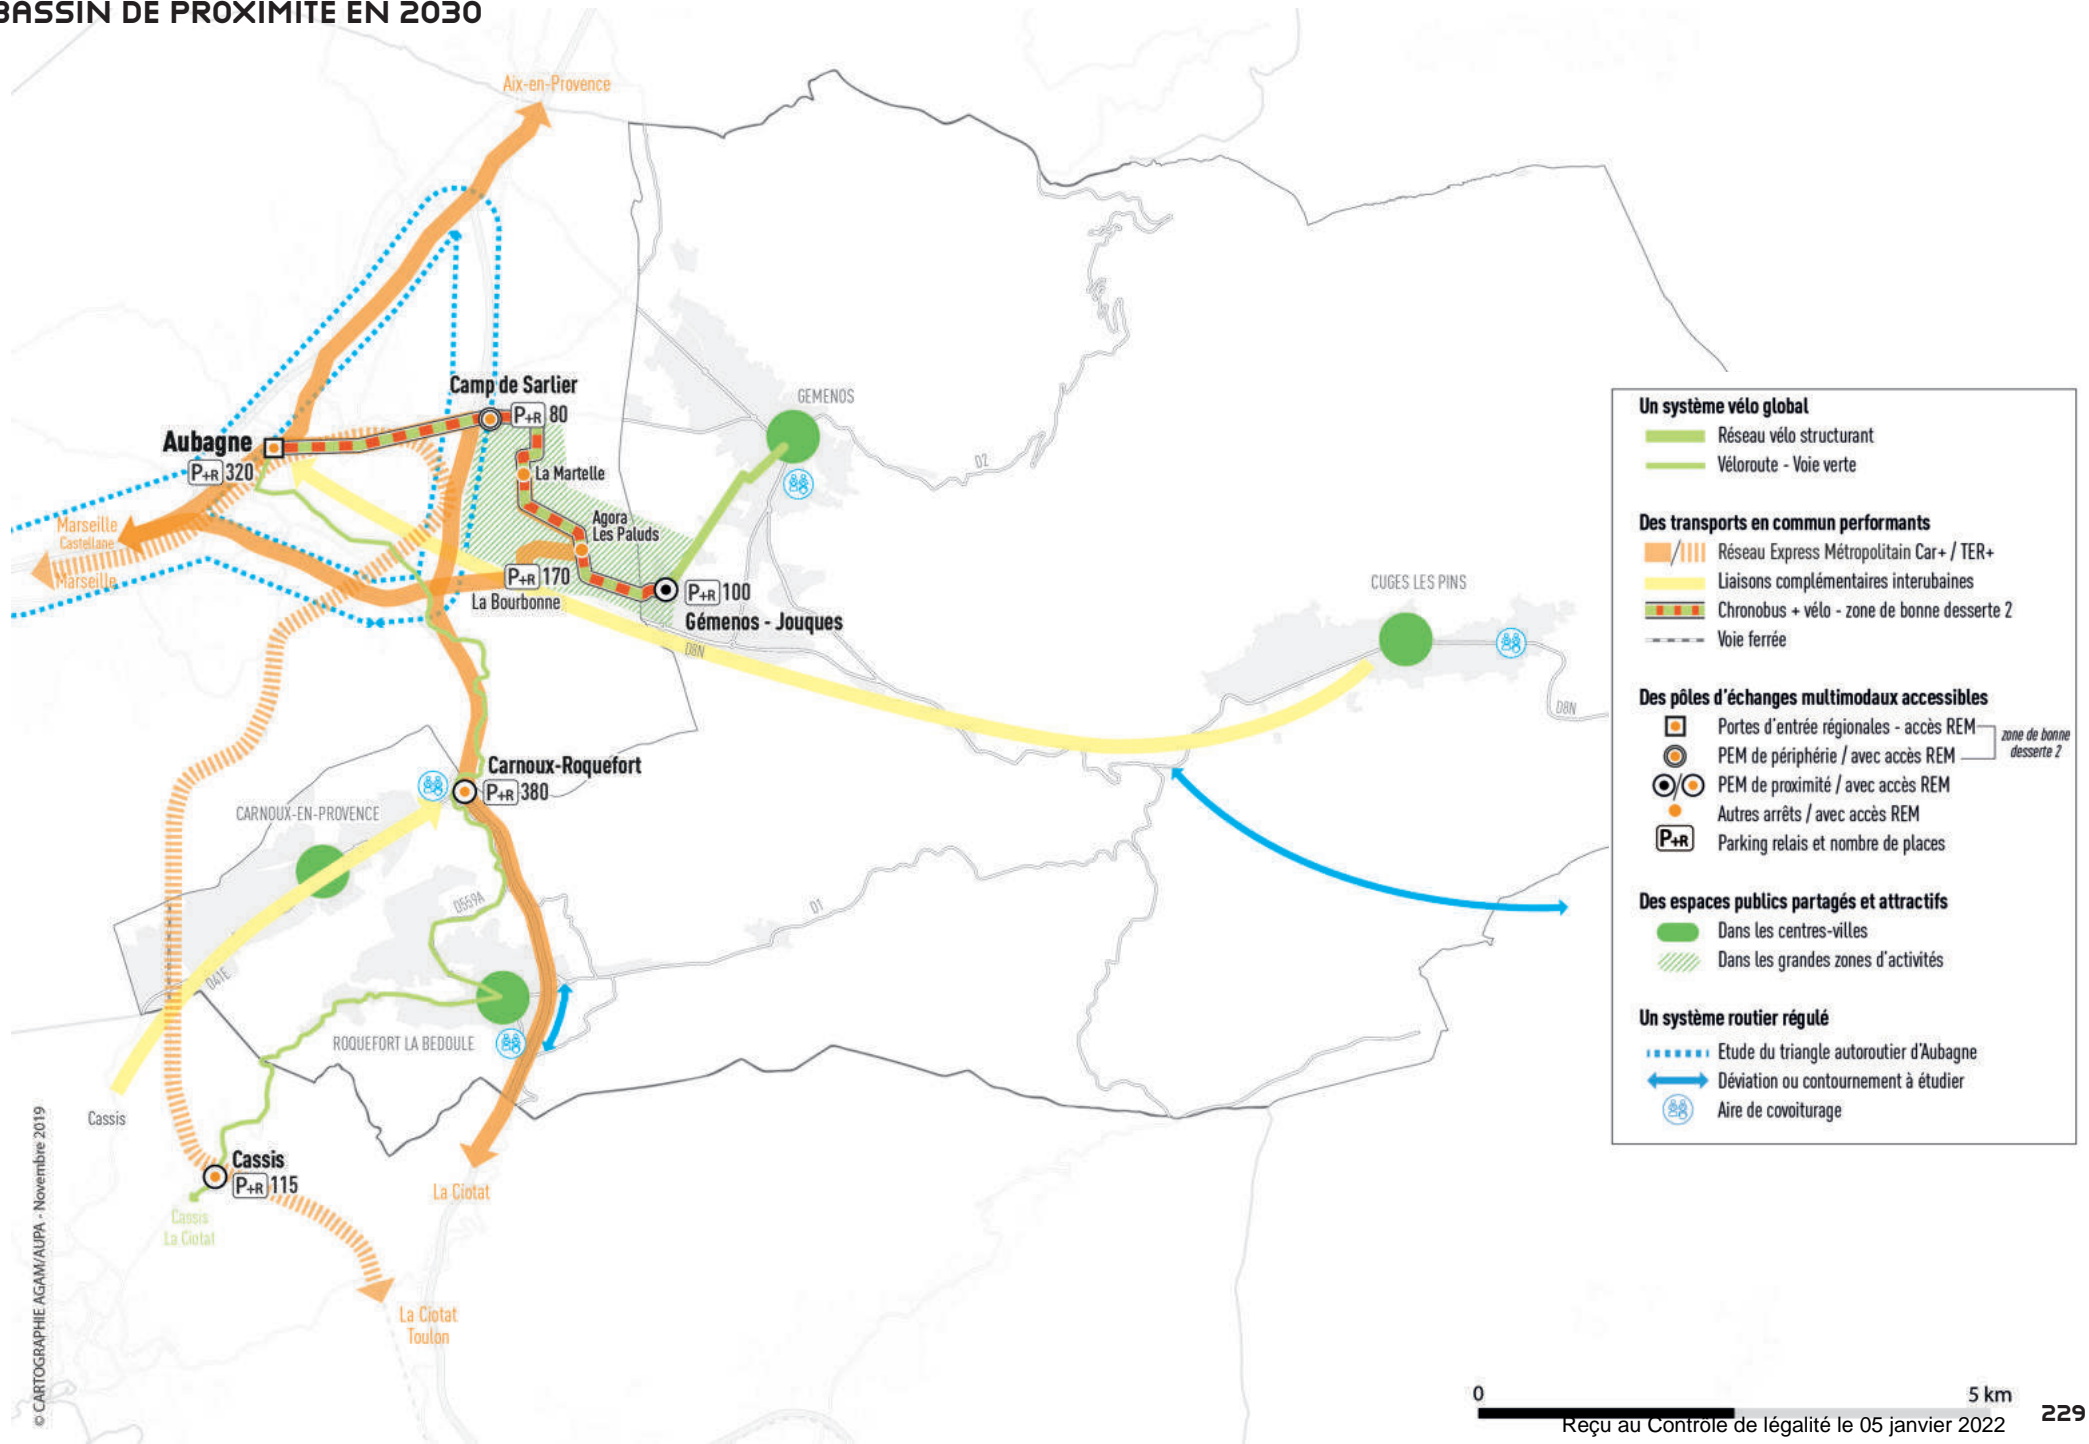 BASSIN DE PROXIMITÉ EN 2030
Aix-en-Provence
Camp de Sarlier
P+R 80
GEMENOS
Aubagne
P+R 320
La Martelle
D2
Agora
Les Paluds
Marseille
Castellane
Marseille
P+R 170
La Bourbonne
P+R 100
Gémenos - Jouques
D8N
CUGES LES PINS
D8N
Carnoux-Roquefort
P+R 380
CARNOUX-EN-PROVENCE
D559A
D1
D41E
ROQUEFORT LA BEDOULE
Cassis
Cassis
P+R 115
La Ciotat
Cassis
La Ciotat
La Ciotat
Toulon
Un système vélo global
Réseau vélo structurant
Véloroute - Voie verte
Des transports en commun performants
Réseau Express Métropolitain Car+ / TER+
Liaisons complémentaires interubaines
Chronobus + vélo - zone de bonne desserte 2
Voie ferrée
Des pôles d'échanges multimodaux accessibles
Portes d'entrée régionales - accès REM
PEM de périphérie / avec accès REM
zone de bonne
desserte 2
PEM de proximité / avec accès REM
Autres arrêts / avec accès REM
P+R Parking relais et nombre de places
Des espaces publics partagés et attractifs
Dans les centres-villes
Dans les grandes zones d'activités
Un système routier régulé
Etude du triangle autoroutier d'Aubagne
Déviation ou contournement à étudier
Aire de covoiturage
© CARTOGRAPHIE AGAM/AUPA - Novembre 2019
0 5 km
Reçu au Contrôle de légalité le 05 janvier 2022
229